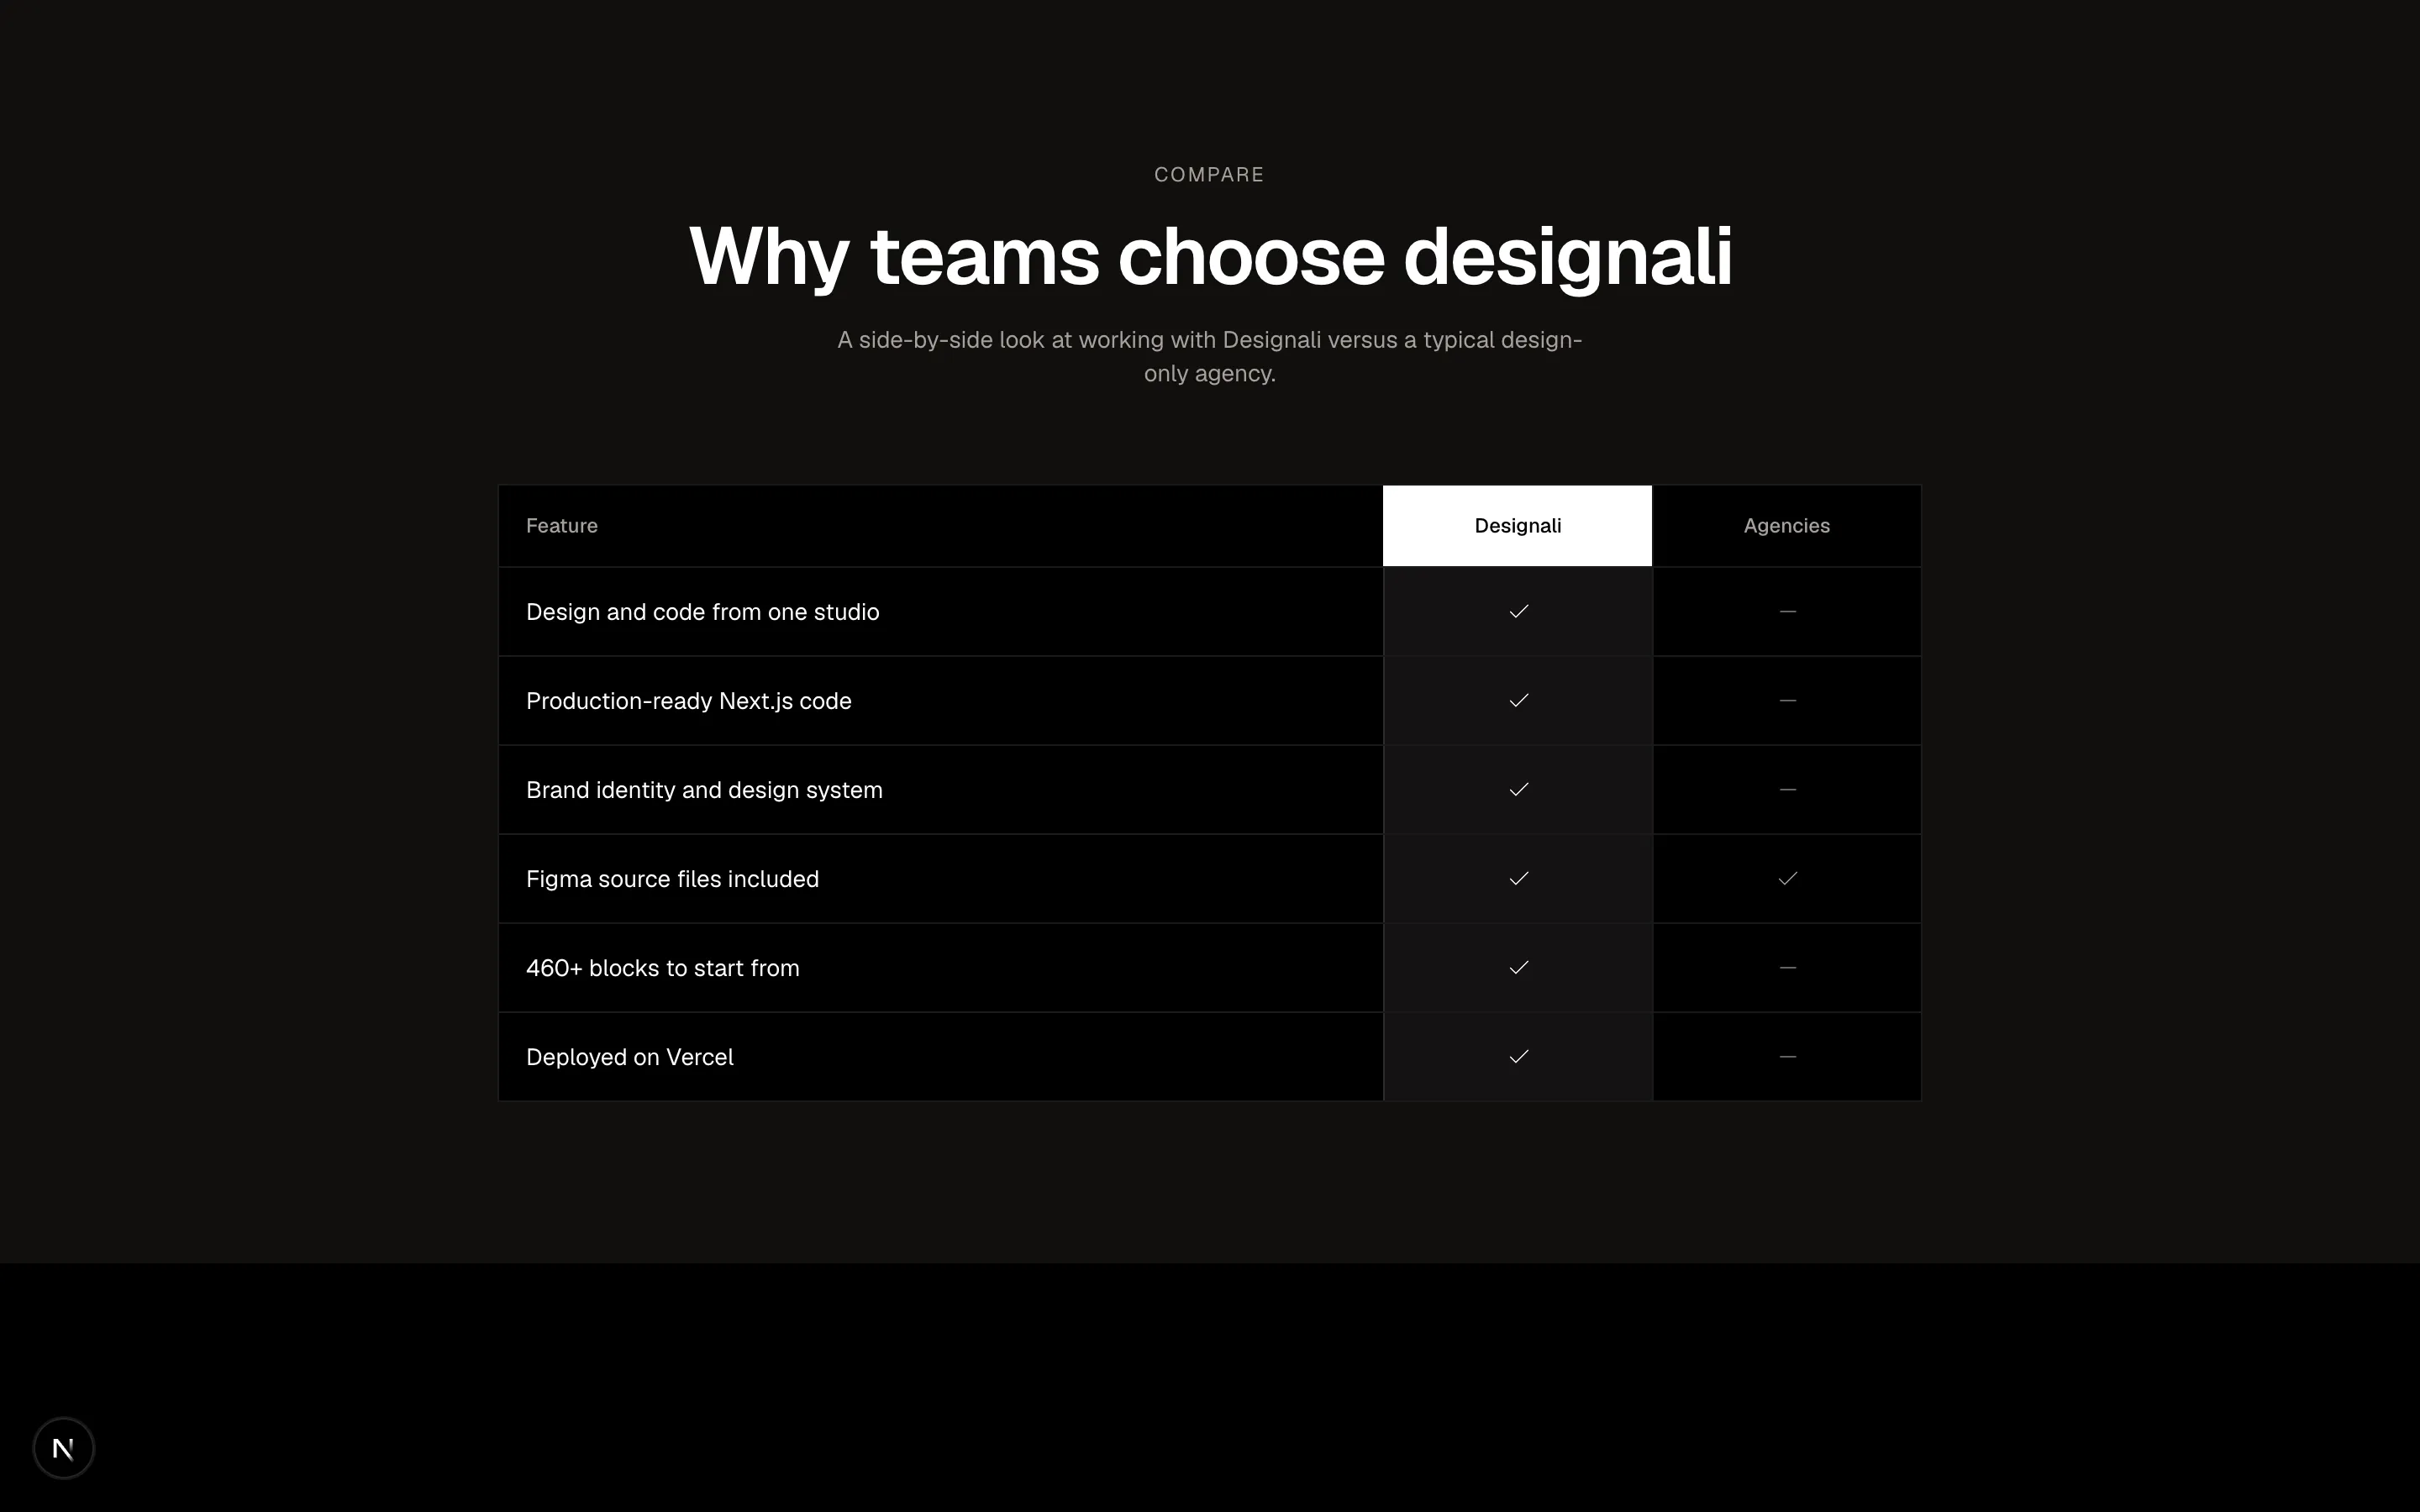 COMPARE
Why teams choose designali
A side-by-side look at working with Designali versus a typical design-
only agency.
Feature Designali Agencies
Design and code from one studio
Production-ready Next.js code
Brand identity and design system
Figma source files included
460+ blocks to start from
Deployed on Vercel
N